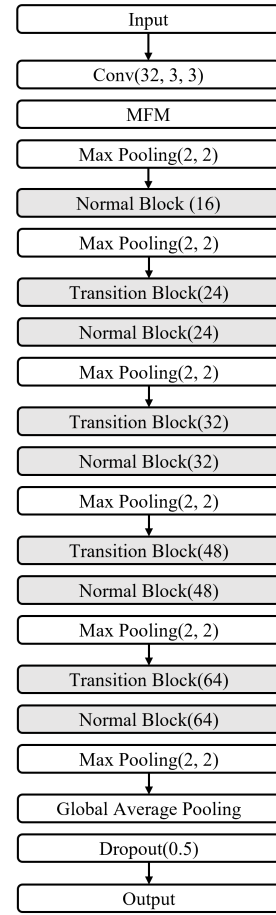 Input
Conv(32, 3, 3)
MFM
Max Pooling(2, 2)
Normal Block (16)
Max Pooling(2, 2)
Transition Block(24)
Normal Block(24)
Max Pooling(2, 2)
Transition Block(32)
Normal Block(32)
Max Pooling(2, 2)
Transition Block(48)
Normal Block(48)
Max Pooling(2, 2)
Transition Block(64)
Normal Block(64)
Max Pooling(2, 2)
Global Average Pooling
Dropout(0.5)
Output